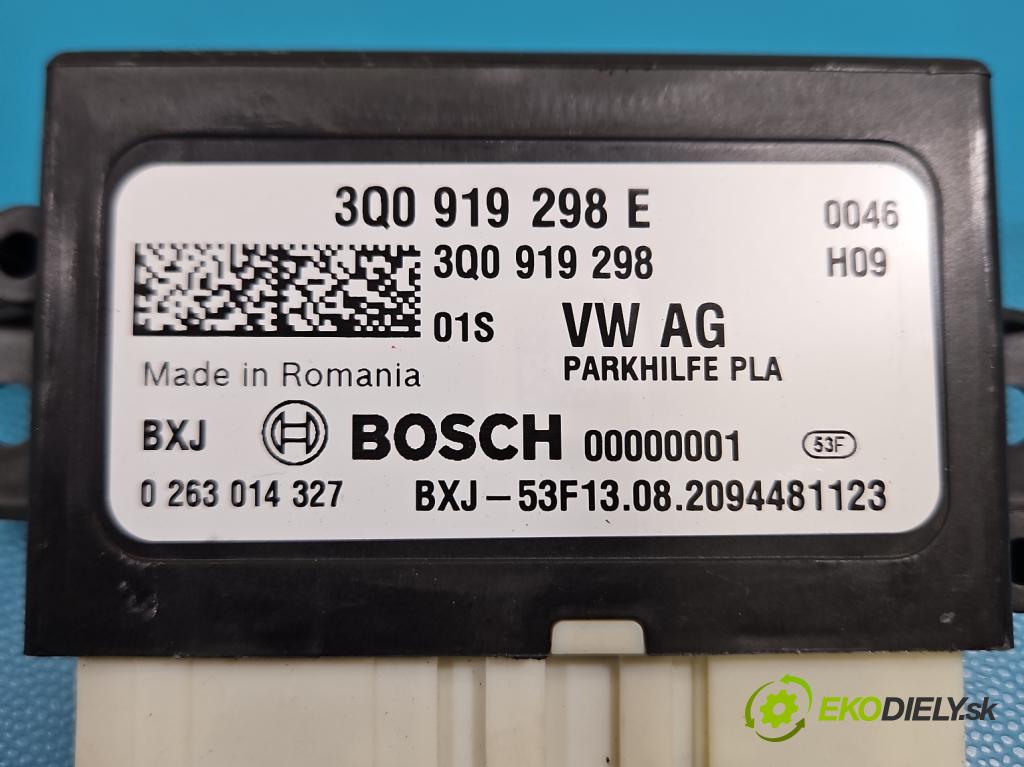 3Q0 919 298 E 0046
3Q0 919 298 H09
01S VW AG
Made in Romania PARKHILFE PLA
BXJ BOSCH 00000001 53F
0 263 014 327 BXJ-53F13.08.2094481123
EKODIELY.sk